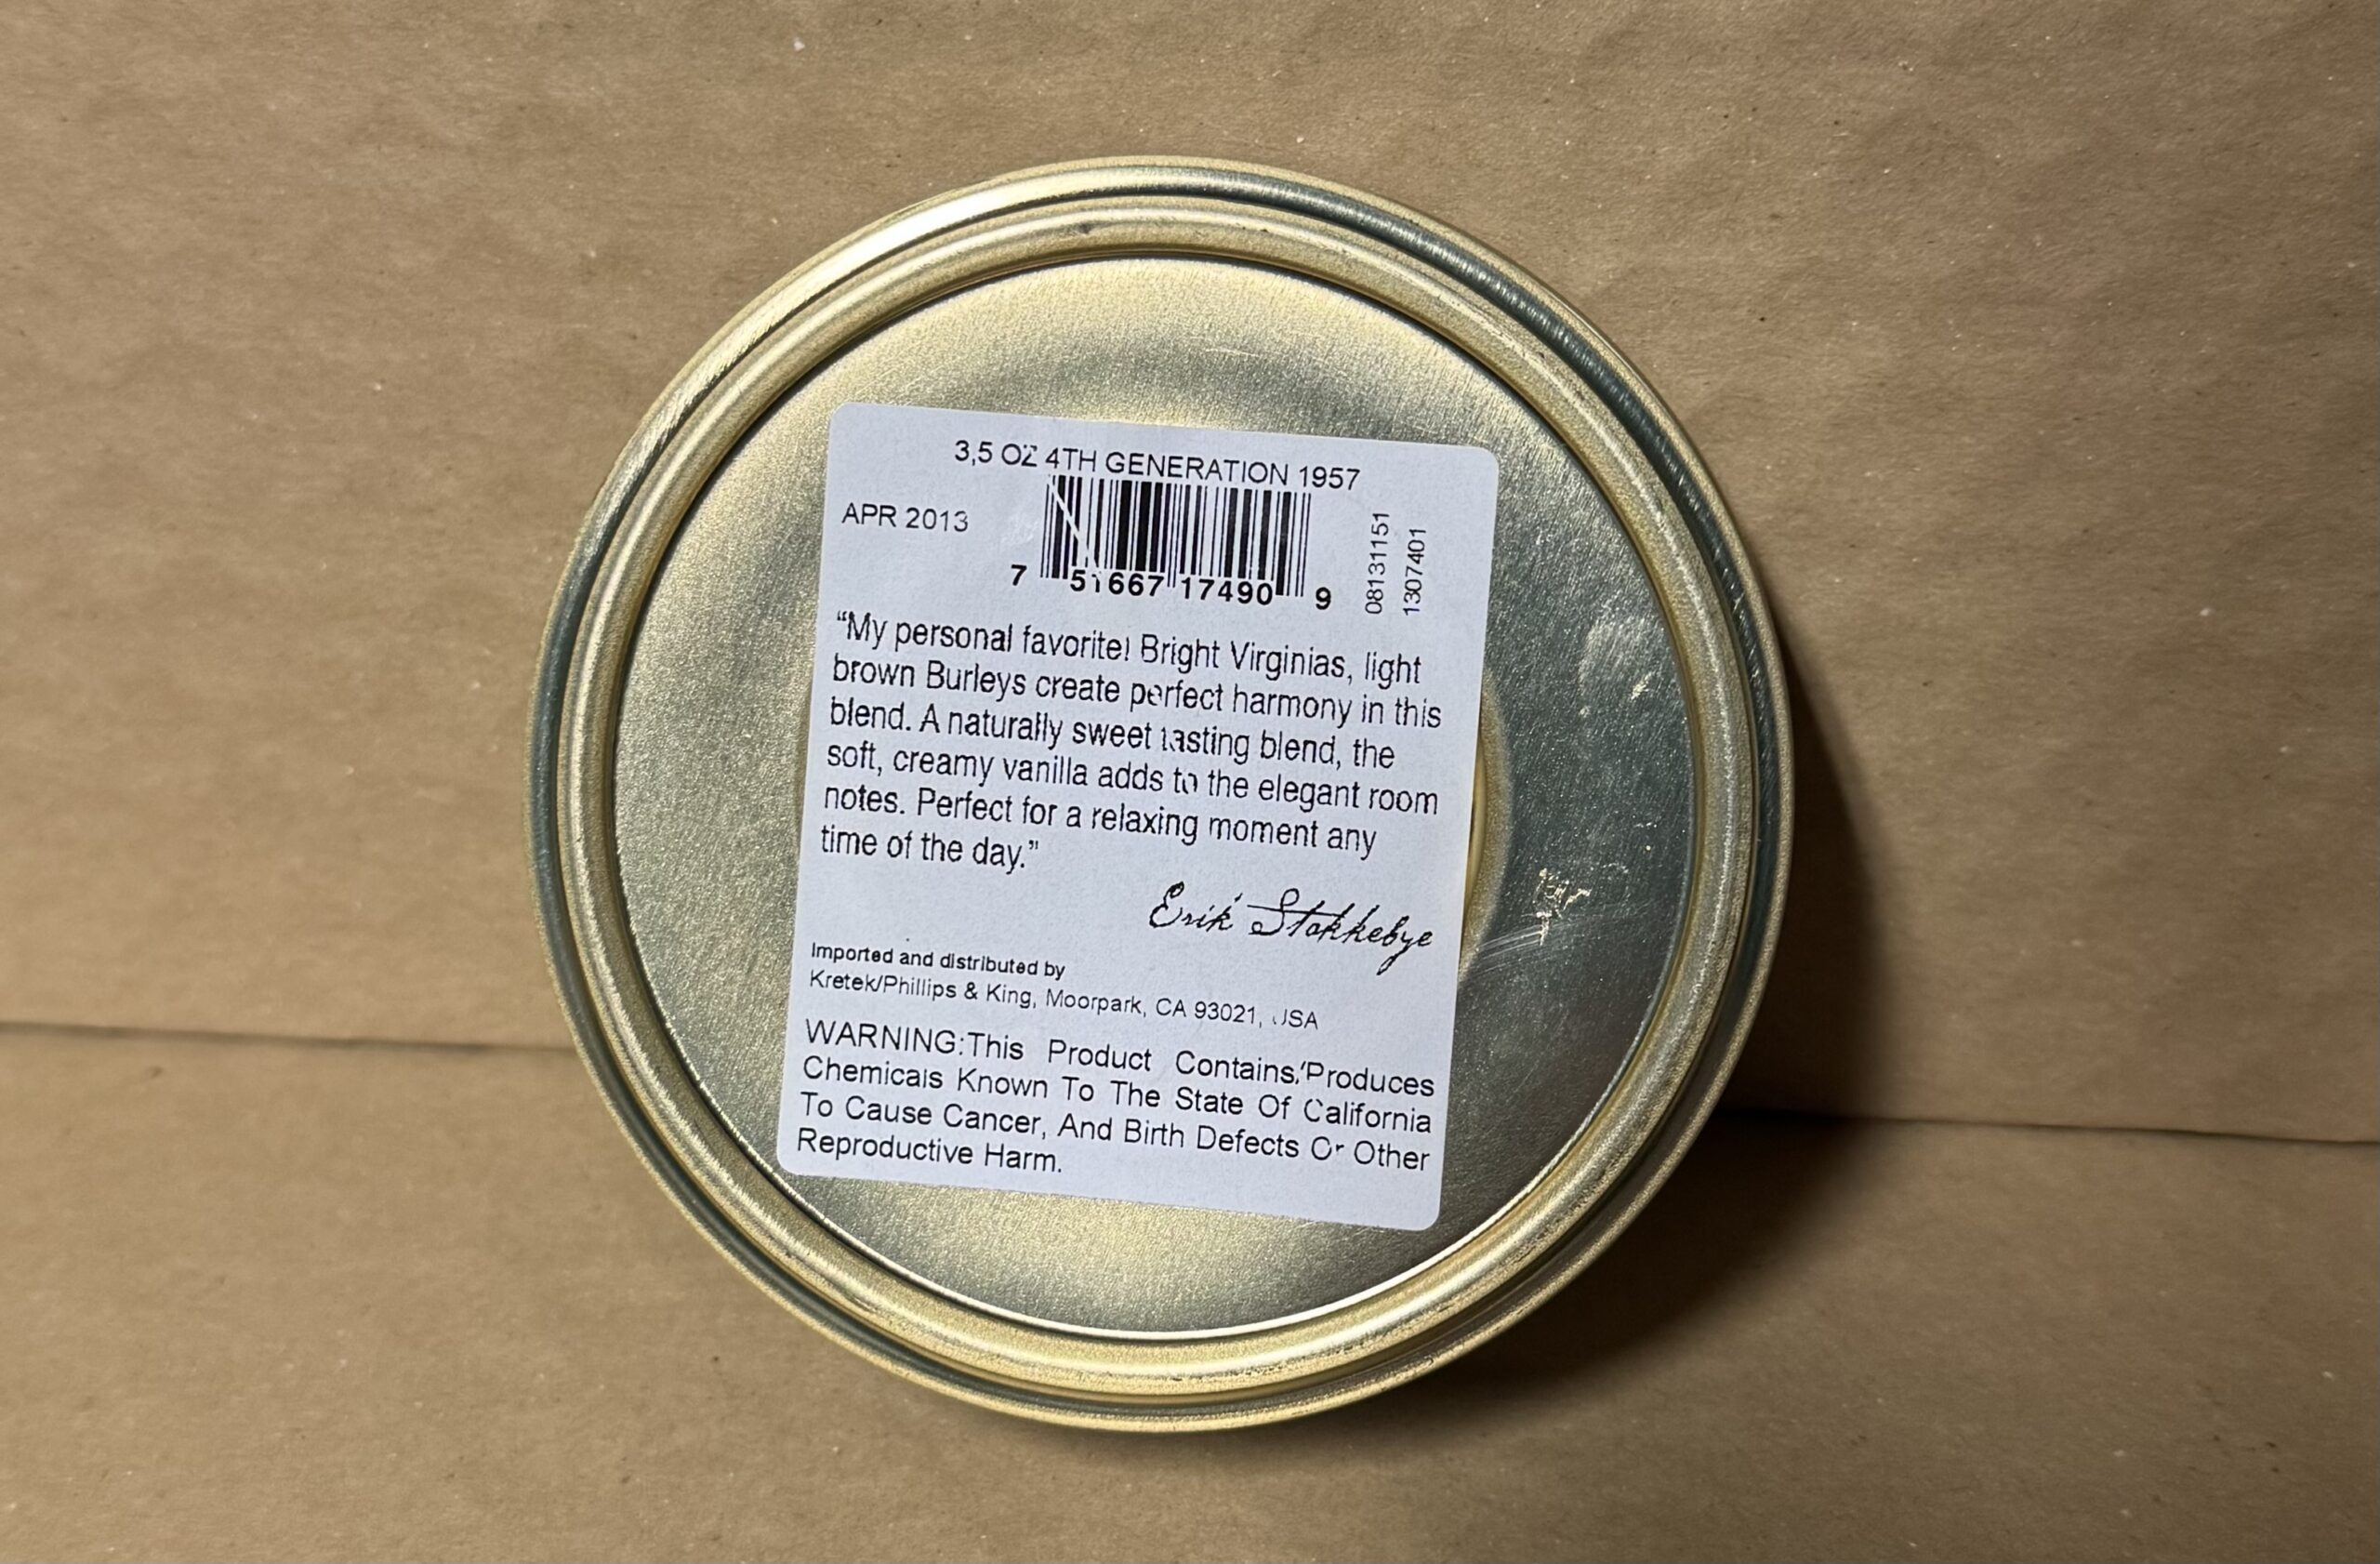 3,5 OZ 4TH GENERATION 1957
APR 2013
7 51667 17490 9
08131151
1307401
“My personal favorite! Bright Virginias, light
brown Burleys create perfect harmony in this
blend. A naturally sweet tasting blend, the
soft, creamy vanilla adds to the elegant room
notes. Perfect for a relaxing moment any
time of the day.”
Erik Stokkebye
Imported and distributed by
Kretek/Phillips & King, Moorpark, CA 93021, USA
WARNING:This Product Contains/Produces
Chemicals Known To The State Of California
To Cause Cancer, And Birth Defects Or Other
Reproductive Harm.